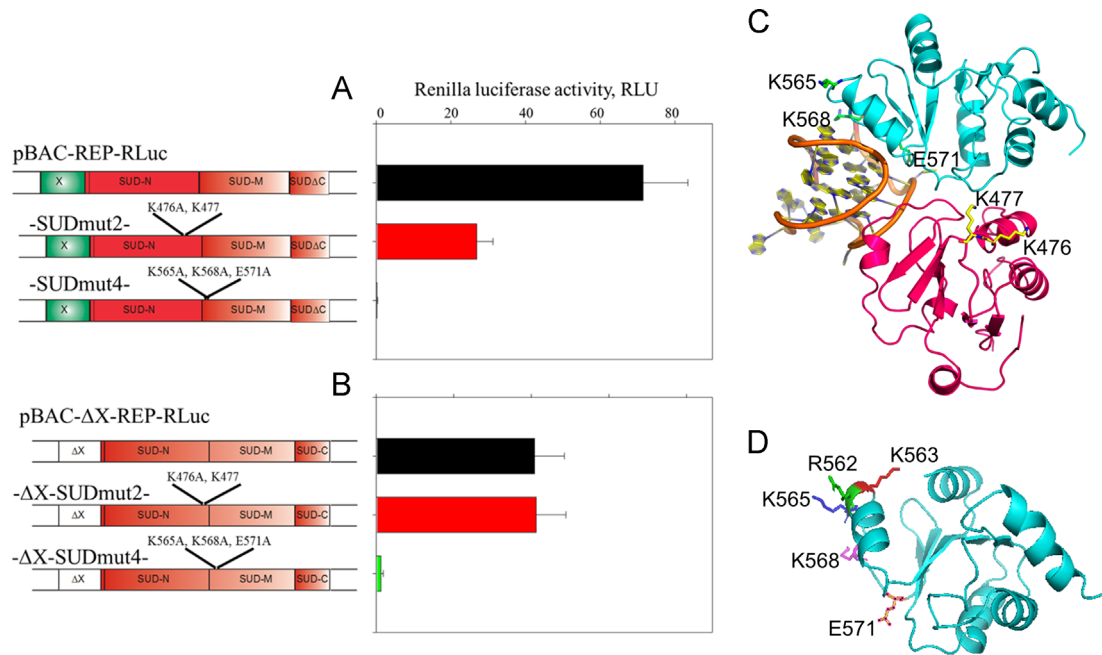 A
Renilla luciferase activity, RLU
0 20 40 60 80
pBAC-REP-RLuc
X SUD-N SUD-M SUDΔC
K476A, K477
-SUDmut2-
X SUD-N SUD-M SUDΔC
K565A, K568A, E571A
-SUDmut4-
X SUD-N SUD-M SUDΔC
B
pBAC-ΔX-REP-RLuc
ΔX SUD-N SUD-M SUD-C
K476A, K477
-ΔX-SUDmut2-
ΔX SUD-N SUD-M SUD-C
K565A, K568A, E571A
-ΔX-SUDmut4-
ΔX SUD-N SUD-M SUD-C
C
K565
K568
E571
K477
K476
D
K563
R562
K565
K568
E571